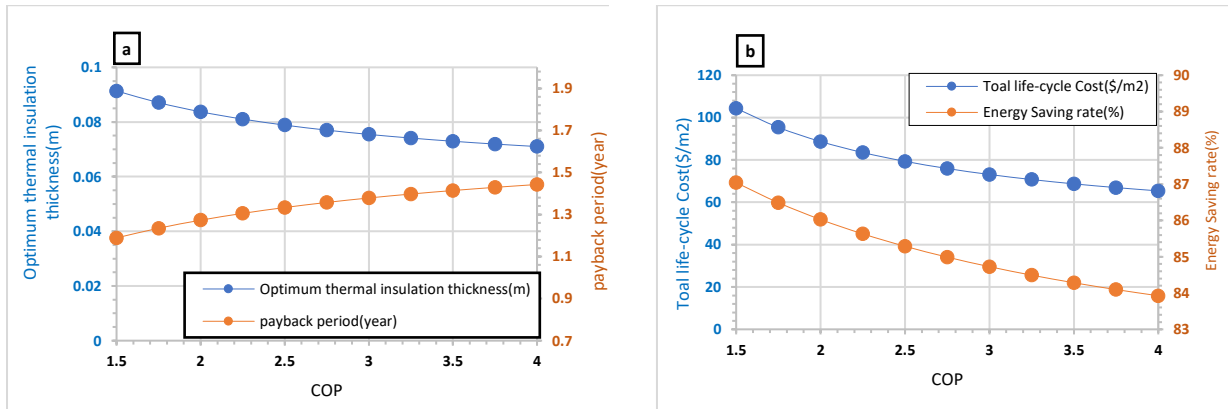 a
Optimum thermal insulation
thickness(m)
0.1
0.08
0.06
0.04
0.02
0
1.9
1.7
1.5
1.3
1.1
0.9
0.7
payback period(year)
Optimum thermal insulation thickness(m)
payback period(year)
1.5 2 2.5 3 3.5 4
COP
b
Toal life-cycle Cost($/m2)
120
100
80
60
40
20
0
90
89
88
87
86
85
84
83
Energy Saving rate(%)
Toal life-cycle Cost($/m2)
Energy Saving rate(%)
1.5 2 2.5 3 3.5 4
COP